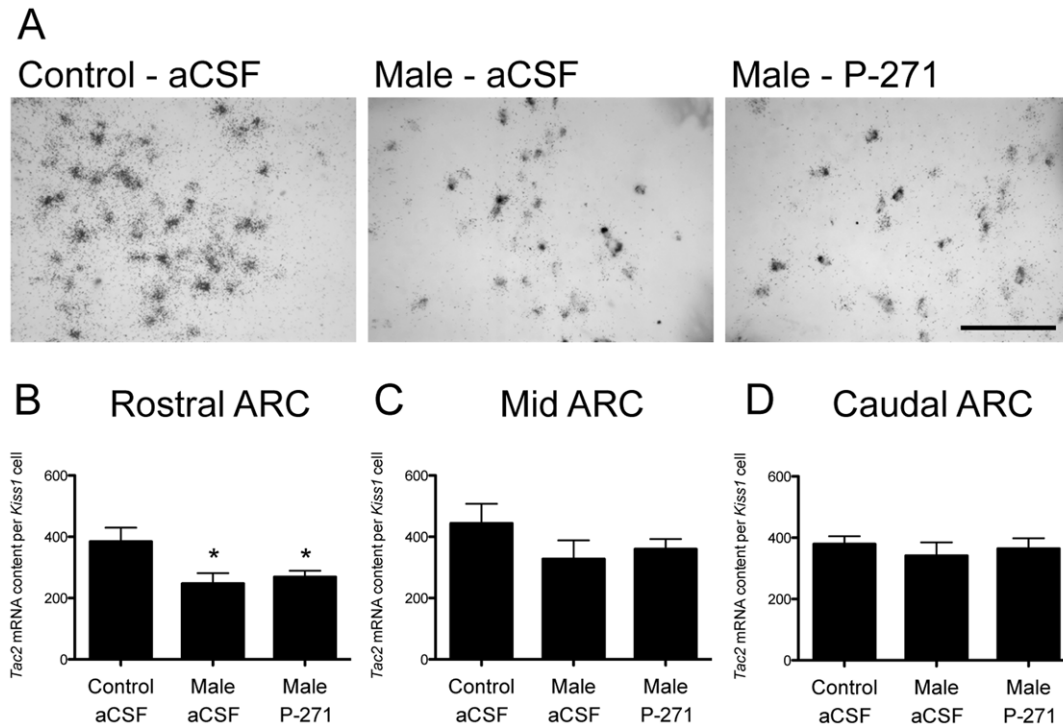 A
Control - aCSF
Male - aCSF
Male - P-271
B
Rostral ARC
Tac2 mRNA content per Kiss1 cell
600
400
200
0
*
*
Control
aCSF
Male
aCSF
Male
P-271
C
Mid ARC
Tac2 mRNA content per Kiss1 cell
600
400
200
0
Control
aCSF
Male
aCSF
Male
P-271
D
Caudal ARC
Tac2 mRNA content per Kiss1 cell
600
400
200
0
Control
aCSF
Male
aCSF
Male
P-271